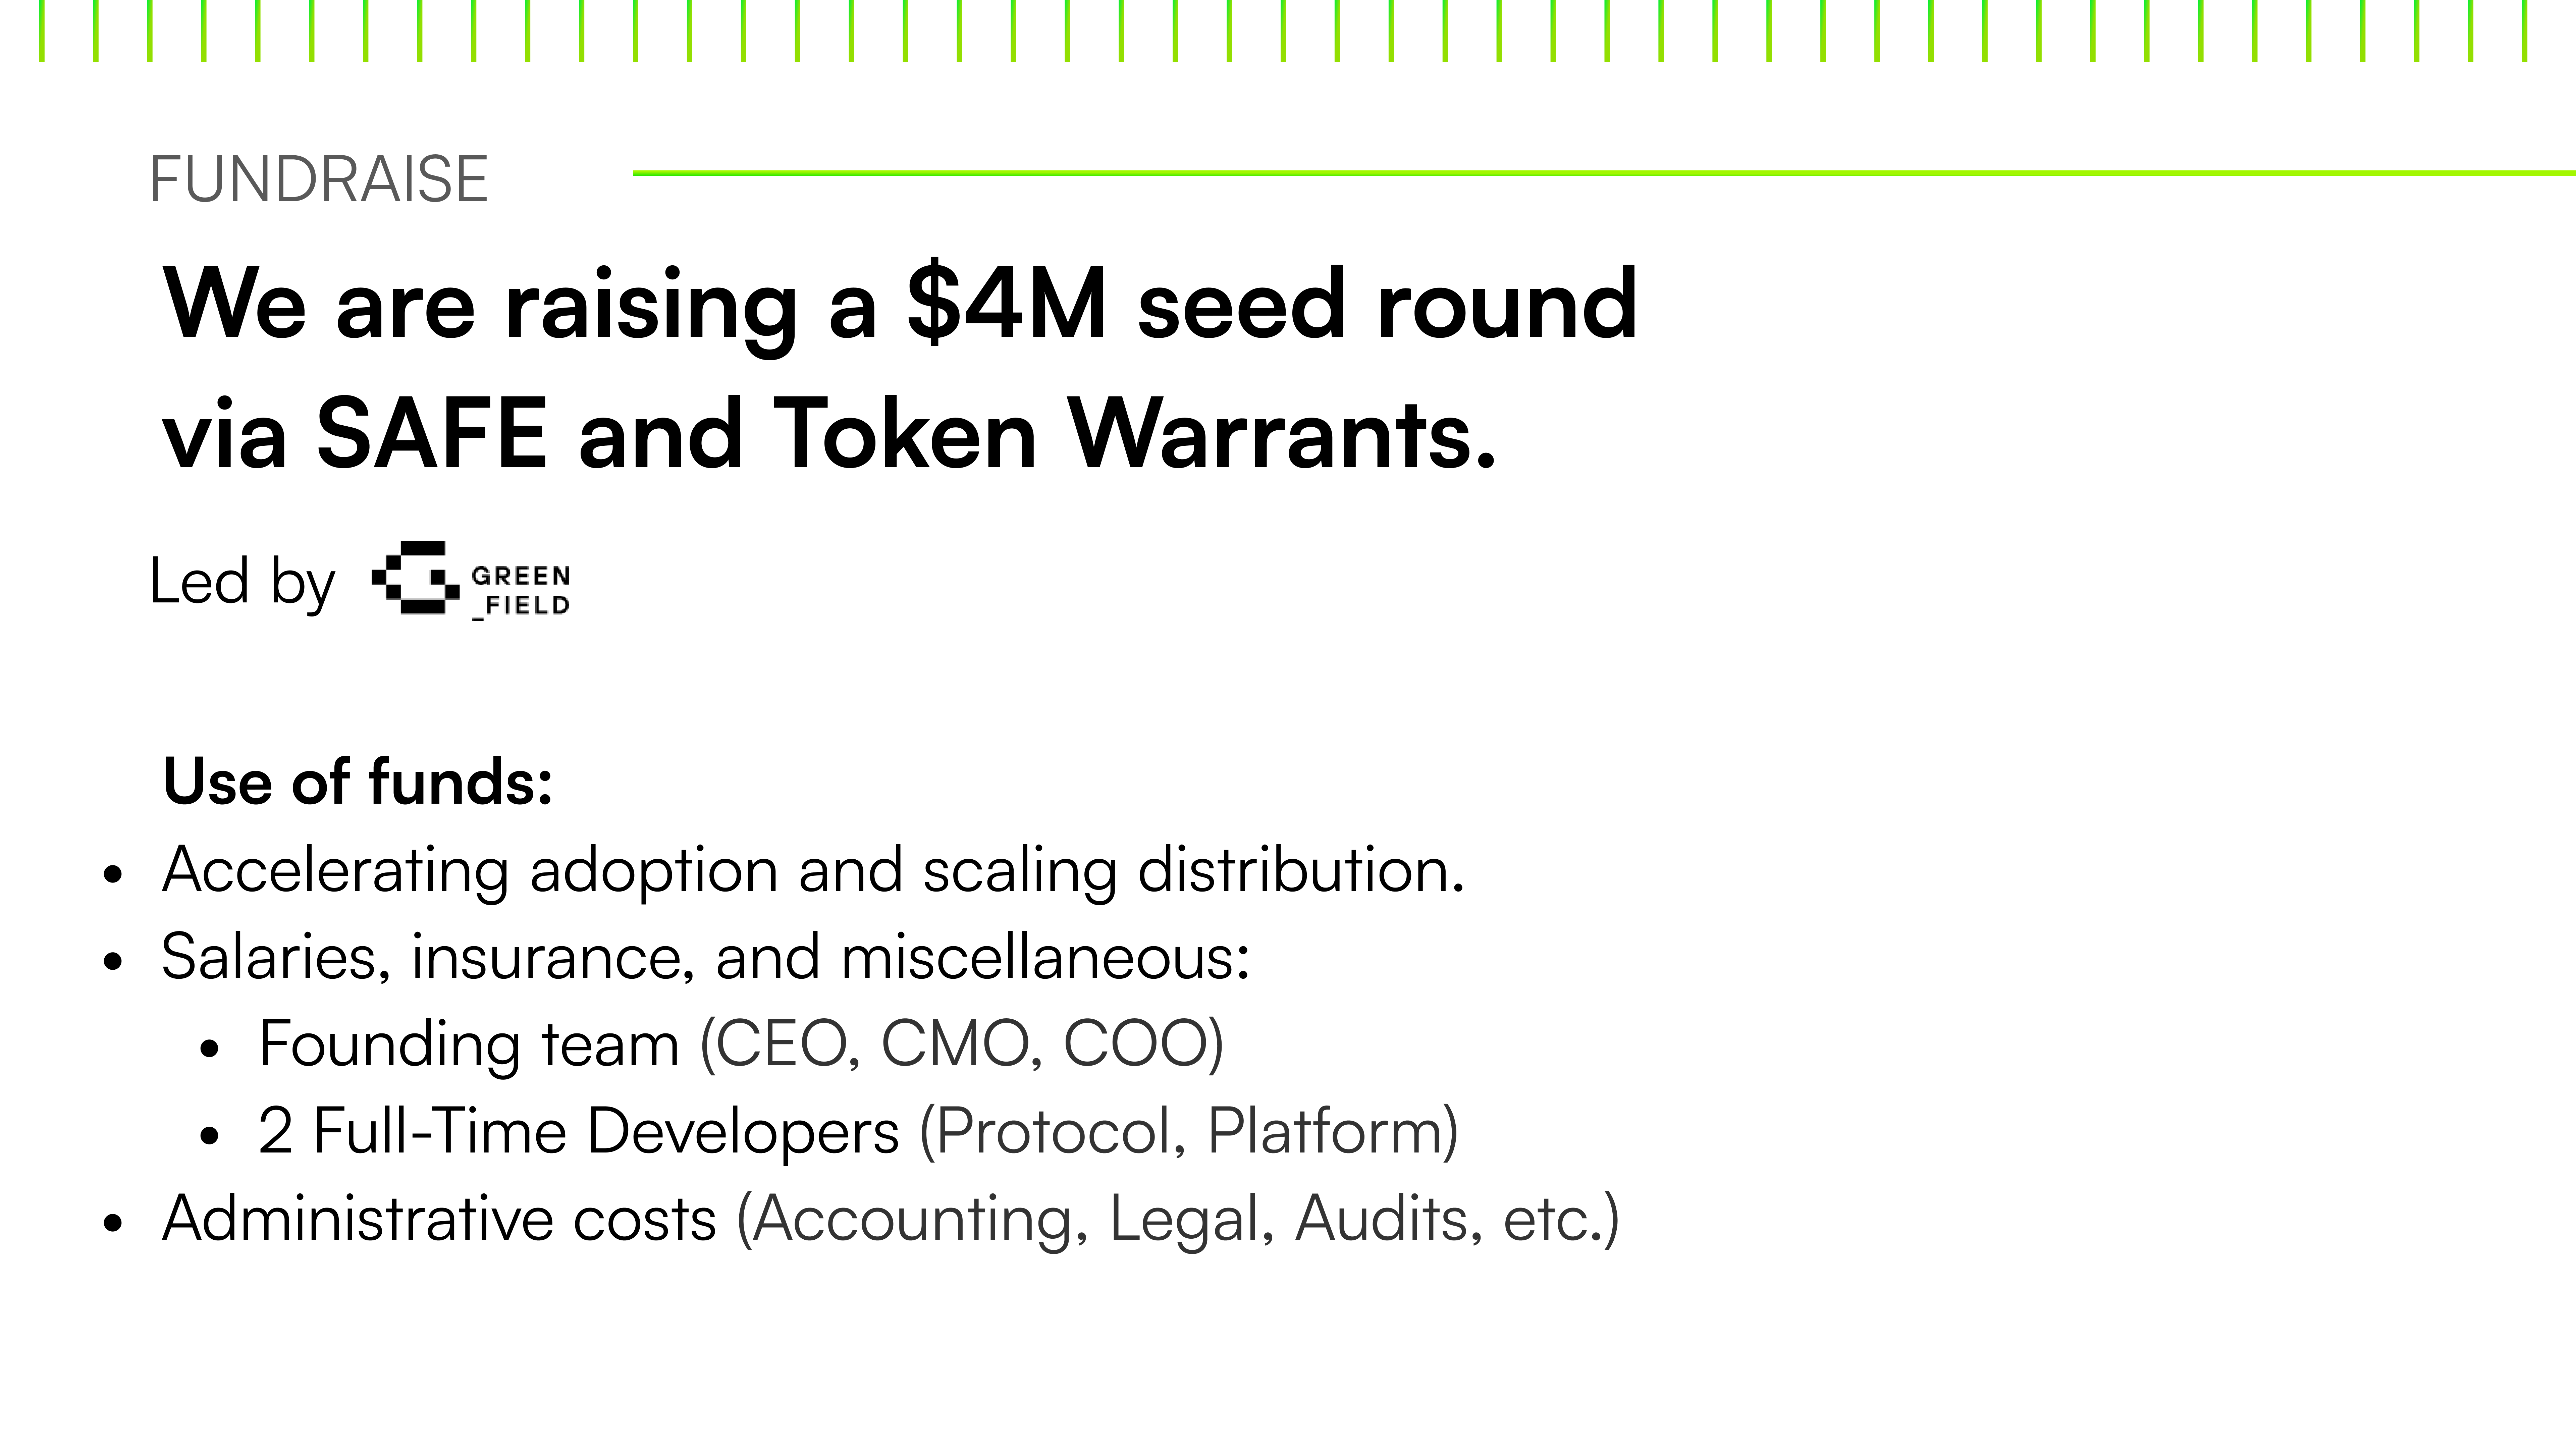 FUNDRAISE
We are raising a $4M seed round
via SAFE and Token Warrants.
Led by
GREEN
_FIELD
Use of funds:
• Accelerating adoption and scaling distribution.
• Salaries, insurance, and miscellaneous:
• Founding team (CEO, CMO, COO)
• 2 Full-Time Developers (Protocol, Platform)
• Administrative costs (Accounting, Legal, Audits, etc.)